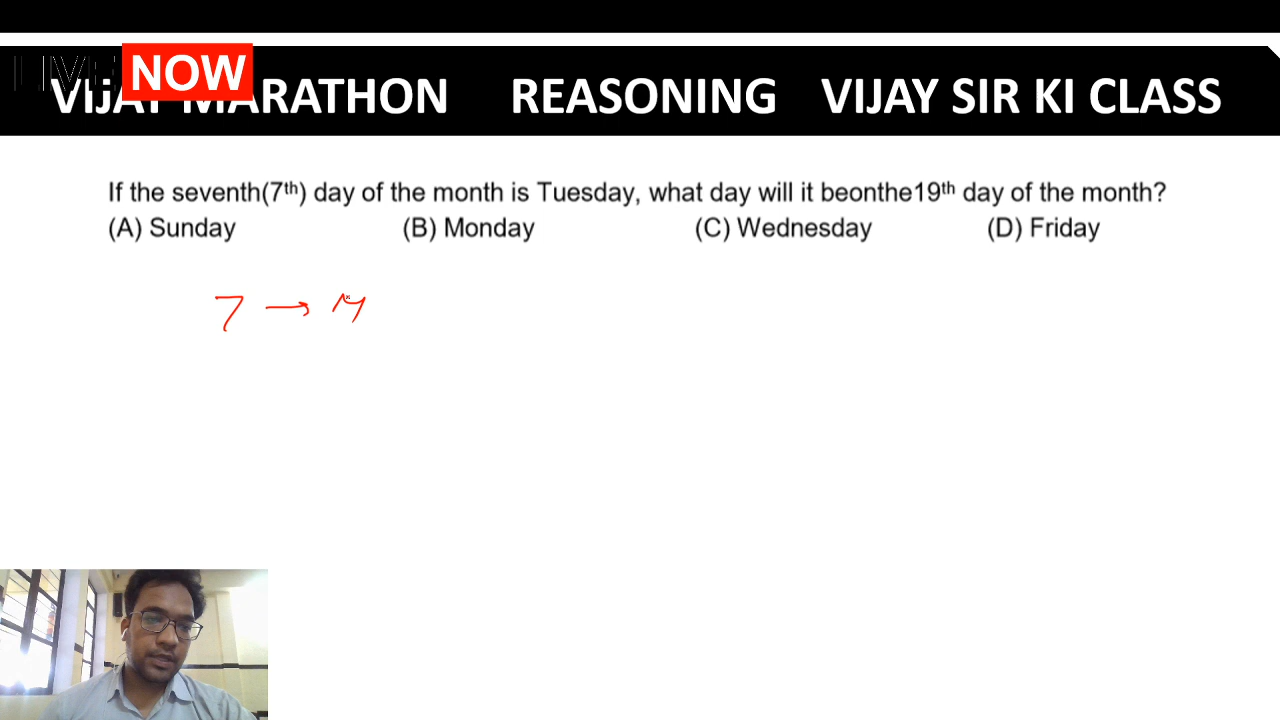 LIVE NOW
VIJAY MARATHON REASONING VIJAY SIR KI CLASS
If the seventh(7th) day of the month is Tuesday, what day will it beonthe19th day of the month?
(A) Sunday (B) Monday (C) Wednesday (D) Friday
7 → M